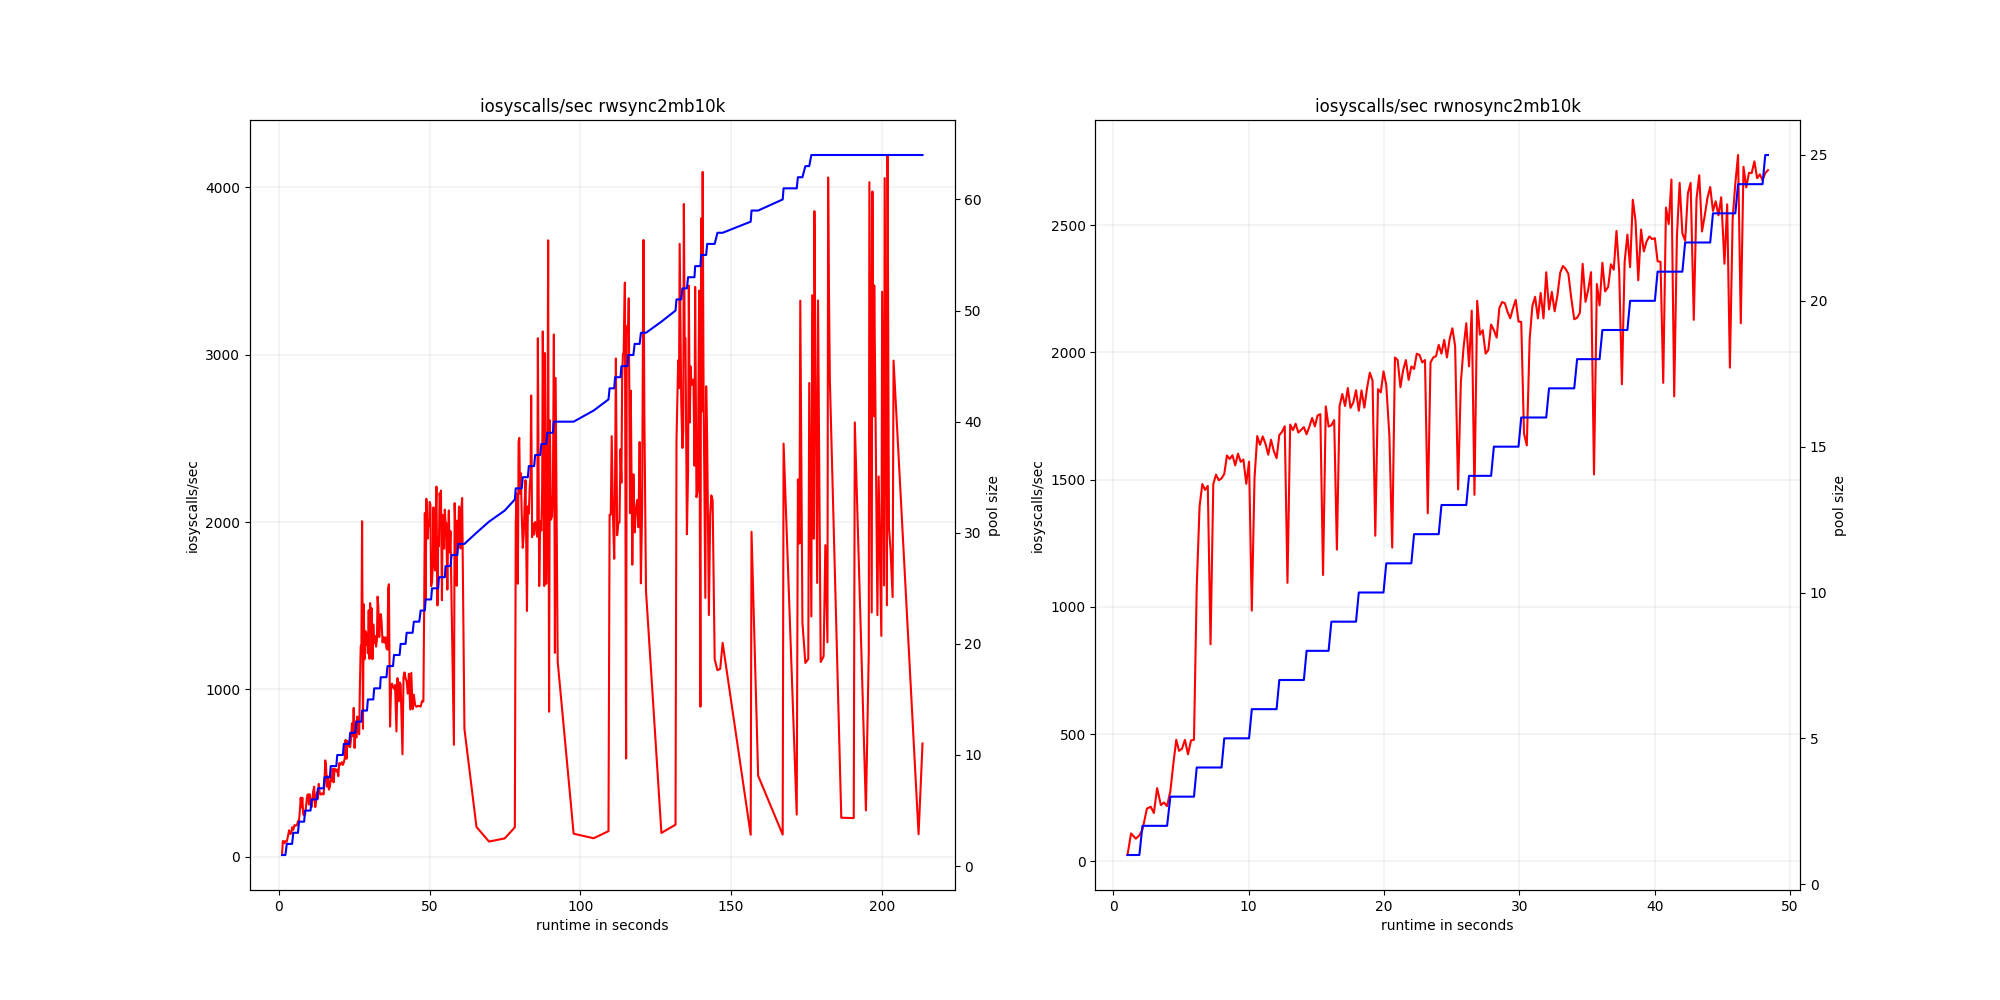 iosyscalls/sec rwsync2mb10k
iosyscalls/sec
4000
3000
2000
1000
0
0 50 100 150 200
runtime in seconds
60
50
40
30
20
10
0
pool size
iosyscalls/sec rwnosync2mb10k
iosyscalls/sec
2500
2000
1500
1000
500
0
0 10 20 30 40 50
runtime in seconds
25
20
15
10
5
0
pool size